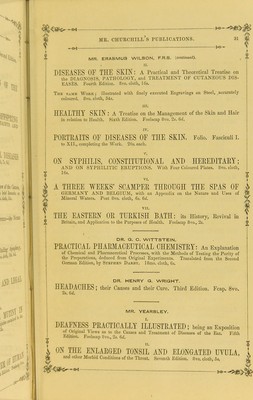 MR. CHURCHILL'S PUBLICATIONS. 31
MR. ERASMUS WILSON, F.R.S. (continued).
II.
DISEASES OF THE SKIN: A Practical and Theoretical Treatise on
the DIAGNOSIS, PATHOLOGY, and TREATMENT OF CUTANEOUS DIS-
EASES. Fourth Edition. 8vo. cloth, 16s.
THE SAME WORK; illustrated with finely executed Engravings on Steel, accurately
coloured. 8vo. cloth, 34s.
III.
HEALTHY SKIN: A Treatise on the Management of the Skin and Hair
in relation to Health. Sixth Edition. Foolscap 8vo. 2s. 6d.
IV.
PORTRAITS OF DISEASES OF THE SKIN. Folio. Fasciculi I.
to XII., completing the Work. 20s. each.
V.
ON SYPHILIS, CONSTITUTIONAL AND HEREDITARY;
AND ON SYPHILITIC ERUPTIONS. With Four Coloured Plates. 8vo. cloth,
16s.
VI.
A THREE WEEKS' SCAMPER THROUGH THE SPAS OF
GERMANY AND BELGIUM, with an Appendix on the Nature and Uses of
Mineral Waters. Post 8vo. cloth, 6s. 6d.
VII.
THE EASTERN OR TURKISH BATH: its History, Revival in
Britain, and Application to the Purposes of Health. Foolscap 8vo., 2s.
DR. G. C. WITTSTEIN.
PRACTICAL PHARMACEUTICAL CHEMISTRY: An Explanation
of Chemical and Pharmaceutical Processes, with the Methods of Testing the Purity of
the Preparations, deduced from Original Experiments. Translated from the Second
German Edition, by STEPHEN DARBY. 18mo. cloth, 6s.
DR. HENRY G. WRIGHT.
HEADACHES; their Causes and their Cure. Third Edition. Fcap. 8vo.
2s. 6d.
MR. YEARSLEY.
I.
DEAFNESS PRACTICALLY ILLUSTRATED; being an Exposition
of Original Views as to the Causes and Treatment of Diseases of the Ear. Fifth
Edition. Foolscap 8vo., 2s. 6d.
II.
ON THE ENLARGED TONSIL AND ELONGATED UVULA,
and other Morbid Conditions of the Throat. Seventh Edition. 8vo. cloth, 5s.